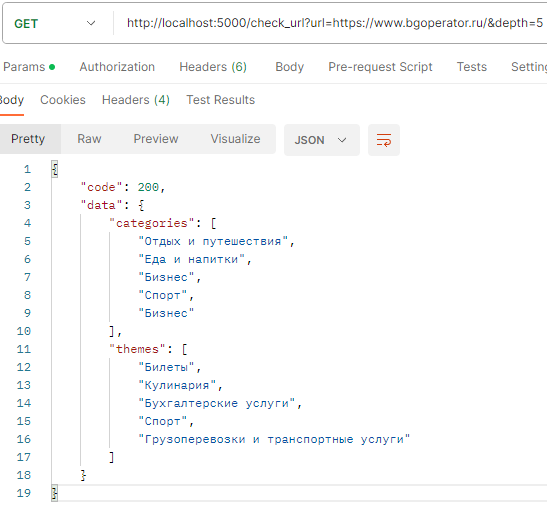 GET http://localhost:5000/check_url?url=https://www.bgoperator.ru/&depth=5
Params Authorization Headers (6) Body Pre-request Script Tests Setting
Body Cookies Headers (4) Test Results
Pretty Raw Preview Visualize JSON
1 {
2 "code": 200,
3 "data": {
4 "categories": [
5 "Отдых и путешествия",
6 "Еда и напитки",
7 "Бизнес",
8 "Спорт",
9 "Бизнес"
10 ],
11 "themes": [
12 "Билеты",
13 "Кулинария",
14 "Бухгалтерские услуги",
15 "Спорт",
16 "Грузоперевозки и транспортные услуги"
17 ]
18 }
19 }